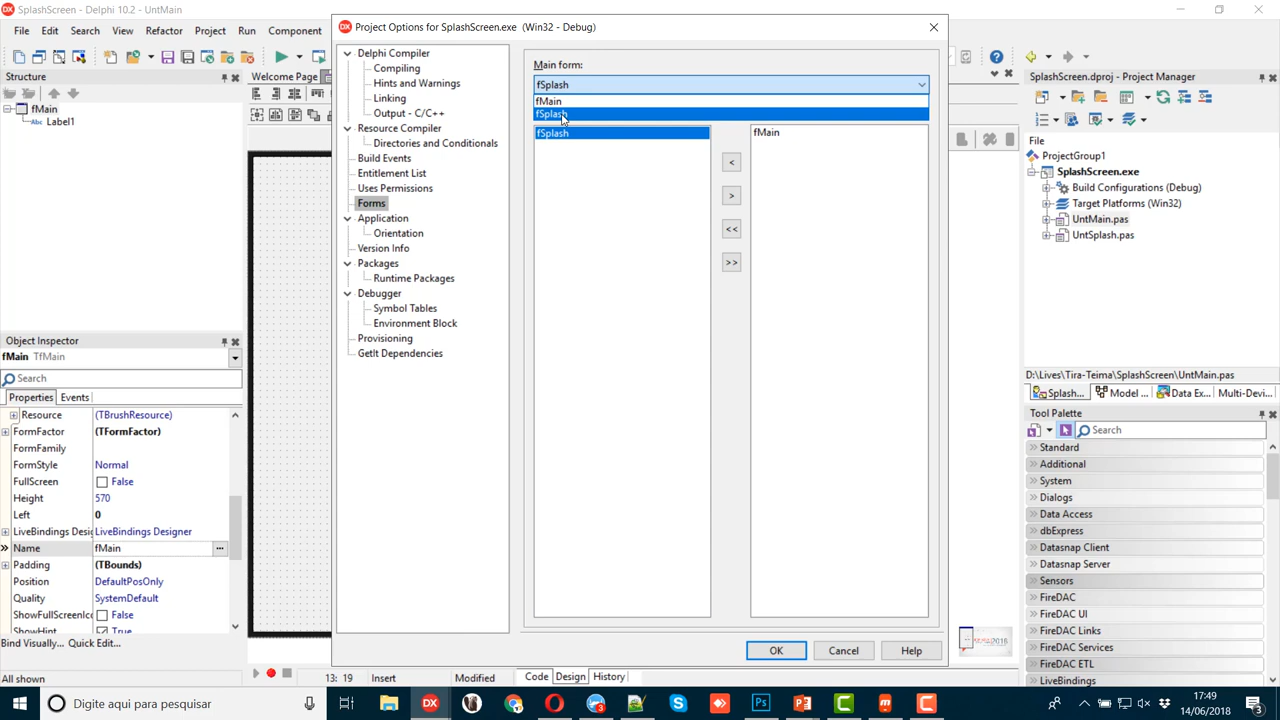 SplashScreen - Delphi 10.2 - UntMain
File Edit Search View Refactor Project Run Component
Structure
fMain
Label1
Welcome Page
Object Inspector
fMain TfMain
Search
Properties Events
Resource (TBrushResource)
FormFactor (TFormFactor)
FormFamily
FormStyle Normal
FullScreen False
Height 570
Left 0
LiveBindings Desig LiveBindings Designer
Name fMain
Padding (TBounds)
Position DefaultPosOnly
Quality SystemDefault
ShowFullScreenIc False
ShowHint True
Bind Visually... Quick Edit...
All shown
Project Options for SplashScreen.exe (Win32 - Debug)
Delphi Compiler
Compiling
Hints and Warnings
Linking
Output - C/C++
Resource Compiler
Directories and Conditionals
Build Events
Entitlement List
Uses Permissions
Forms
Application
Orientation
Version Info
Packages
Runtime Packages
Debugger
Symbol Tables
Environment Block
Provisioning
GetIt Dependencies
Main form:
fSplash
fMain
fSplash
fSplash
fMain
<
>
<<
>>
OK Cancel Help
13: 19 Insert Modified Code Design History
SplashScreen.dproj - Project Manager
File
ProjectGroup1
SplashScreen.exe
Build Configurations (Debug)
Target Platforms (Win32)
UntMain.pas
UntSplash.pas
D:\Lives\Tira-Teima\SplashScreen\UntMain.pas
Splash... Model ... Data Ex... Multi-Devi...
Tool Palette
Search
Standard
Additional
System
Dialogs
Data Access
dbExpress
Datasnap Client
Datasnap Server
Sensors
FireDAC
FireDAC UI
FireDAC Links
FireDAC Services
FireDAC ETL
LiveBindings
Digite aqui para pesquisar
17:49
14/06/2018